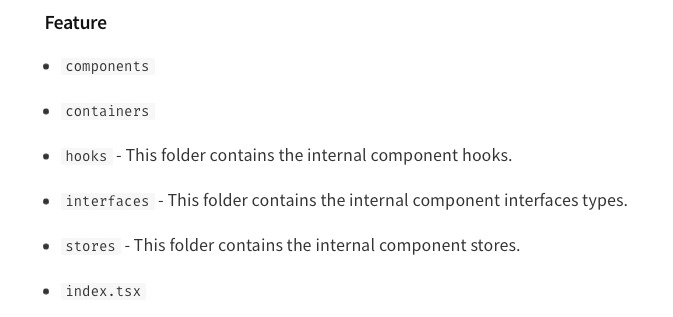 Feature
• components
• containers
• hooks - This folder contains the internal component hooks.
• interfaces - This folder contains the internal component interfaces types.
• stores - This folder contains the internal component stores.
• index.tsx